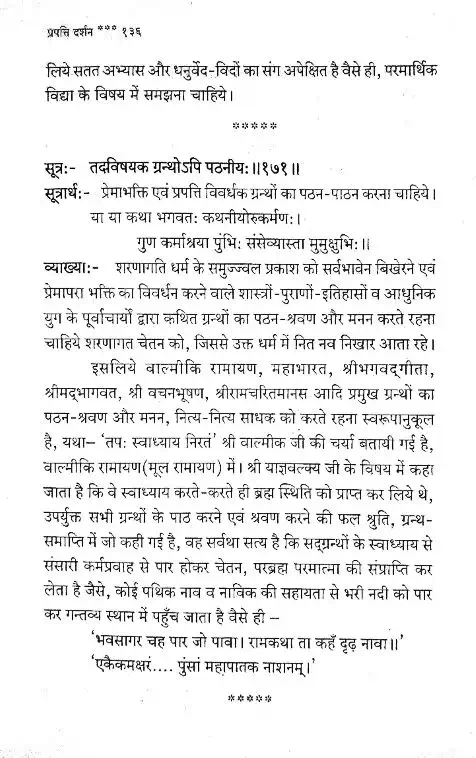 प्रपत्ति दर्शन *** १३६
लिये सतत अभ्यास और धनुर्वेद-विदों का संग अपेक्षित है वैसे ही, परमार्थिक
विद्या के विषय में समझना चाहिये।
*****
सूत्र:- तदविषयक ग्रन्थोऽपि पठनीय:॥१७१॥
सूत्रार्थ:- प्रेमाभक्ति एवं प्रपत्ति विवर्धक ग्रन्थों का पठन-पाठन करना चाहिये।
या या कथा भगवत: कथनीयोरुकर्मण:।
गुण कर्माश्रया पुंभि: संसेव्यास्ता मुमुक्षुभि:॥
व्याख्या:- शरणागति धर्म के समुज्ज्वल प्रकाश को सर्वभावेन बिखेरने एवं
प्रेमापरा भक्ति का विवर्धन करने वाले शास्त्रों-पुराणों-इतिहासों व आधुनिक
युग के पूर्वाचार्यो द्वारा कथित ग्रन्थों का पठन-श्रवण और मनन करते रहना
चाहिये शरणागत चेतन को, जिससे उक्त धर्म में नित नव निखार आता रहे।
इसलिये वाल्मीकि रामायण, महाभारत, श्रीभगवद्गीता,
श्रीमद्भागवत, श्री वचनभूषण, श्रीरामचरितमानस आदि प्रमुख ग्रन्थों का
पठन-श्रवण और मनन, नित्य-नित्य साधक को करते रहना स्वरूपानुकूल
है, यथा– 'तप: स्वाध्याय निरतं' श्री वाल्मीक जी की चर्या बतायी गई है,
वाल्मीकि रामायण(मूल रामायण) में। श्री याज्ञवल्क्य जी के विषय में कहा
जाता है कि वे स्वाध्याय करते-करते ही ब्रह्म स्थिति को प्राप्त कर लिये थे,
उपर्युक्त सभी ग्रन्थों के पाठ करने एवं श्रवण करने की फल श्रुति, ग्रन्थ-
समाप्ति में जो कही गई है, वह सर्वथा सत्य है कि सद्ग्रन्थों के स्वाध्याय से
संसारी कर्मप्रवाह से पार होकर चेतन, परब्रह्म परमात्मा की संप्राप्ति कर
लेता है जैसे, कोई पथिक नाव व नाविक की सहायता से भरी नदी को पार
कर गन्तव्य स्थान में पहुँच जाता है वैसे ही –
'भवसागर चह पार जो पावा। रामकथा ता कहँ दृढ़ नावा॥'
'एकैकमक्षरं.... पुंसां महापातक नाशनम्।'
*****